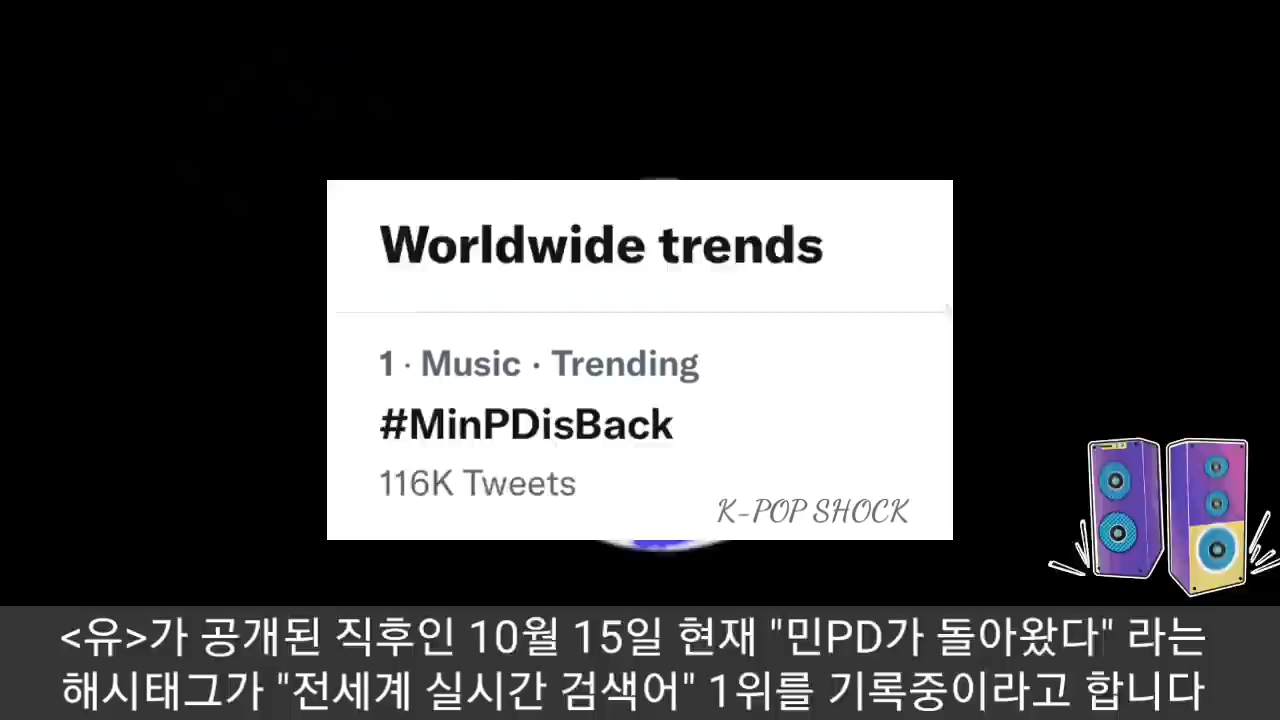 Worldwide trends
1 · Music · Trending
#MinPDisBack
116K Tweets
K-POP SHOCK
<유>가 공개된 직후인 10월 15일 현재 "민PD가 돌아왔다" 라는
해시태그가 "전세계 실시간 검색어" 1위를 기록중이라고 합니다